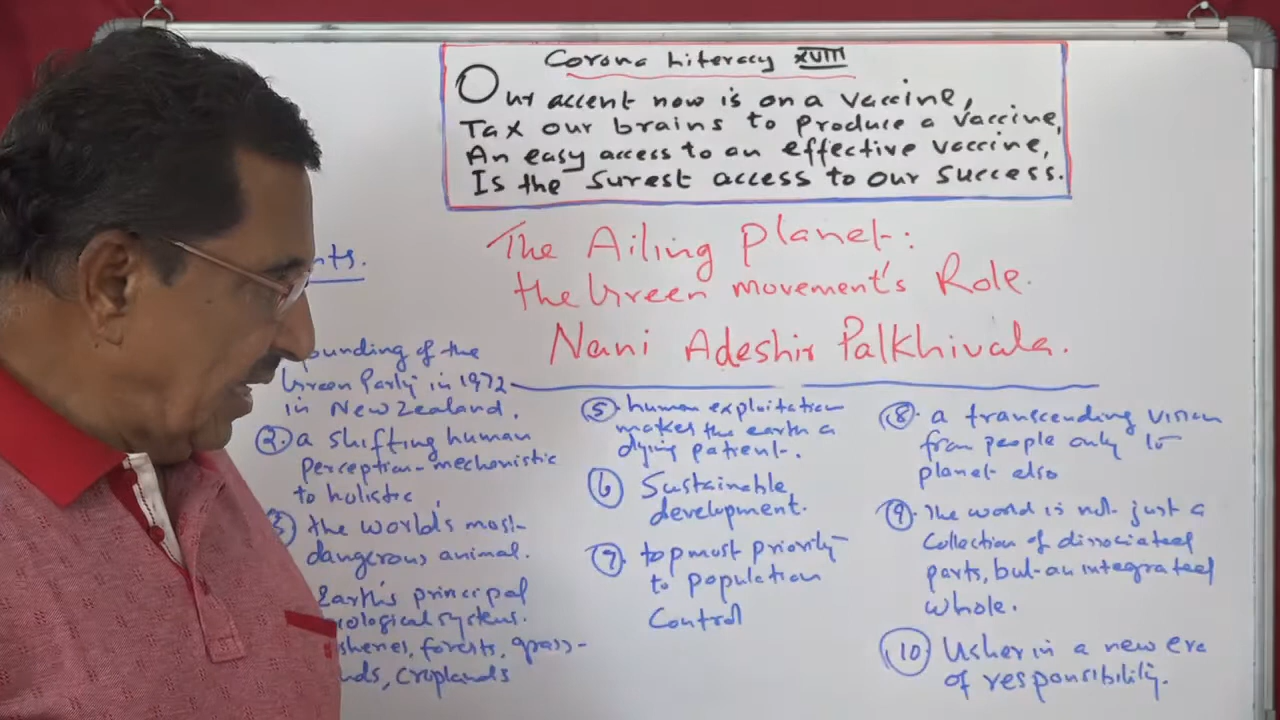 Corona Literacy XVIII
Our accent now is on a vaccine,
Tax our brains to produce a vaccine,
An easy access to an effective vaccine,
Is the surest access to our success.
The Ailing Planet:
the Green movement's Role.
Nani Adeshir Palkhivala.
nts.
ounding of the
Green Party in 1972
in New Zealand.
2. a shifting human
perception-mechonistic
to holistic
3 the world's most
dangerous animal.
Earth's principal
ological systems.
sheries, forests, grass-
nds, croplands
5. human exploitation
makes the earth a
dying patient.
6 Sustainable
development.
7. topmost priority
to population
Control
8. a transcending vision
from people only to
planet also
9. the world is not just a
Collection of dissociated
parts, but an integrated
whole.
10 Usher in a new era
of responsibility.